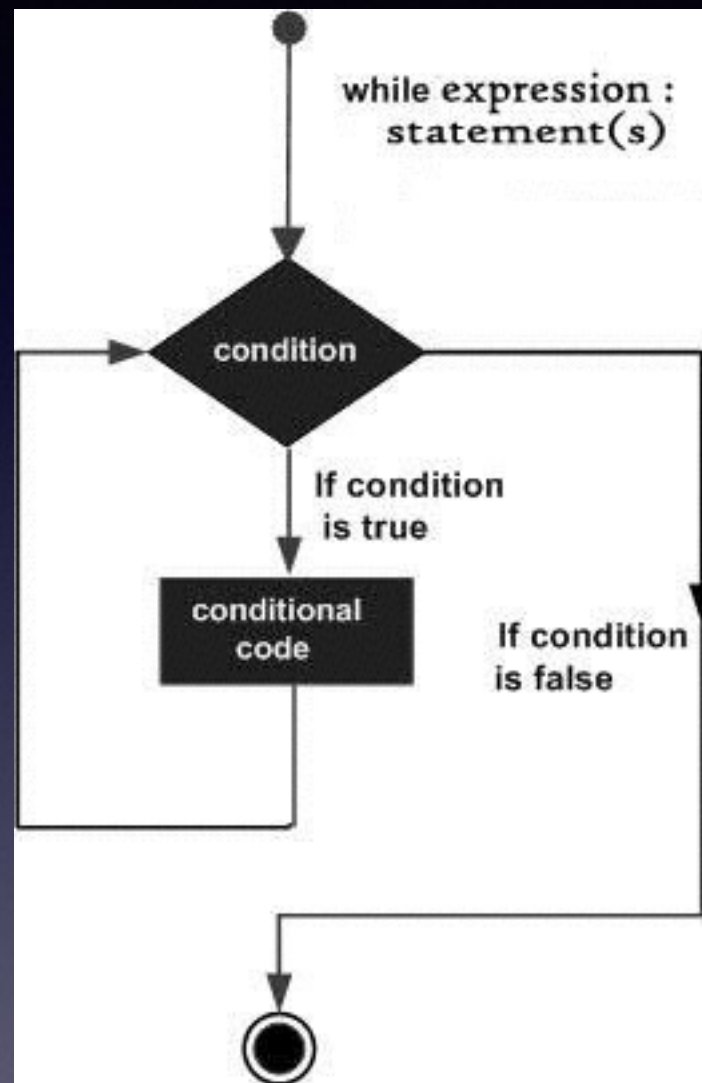 while expression :
statement(s)
condition
If condition
is true
conditional
code
If condition
is false